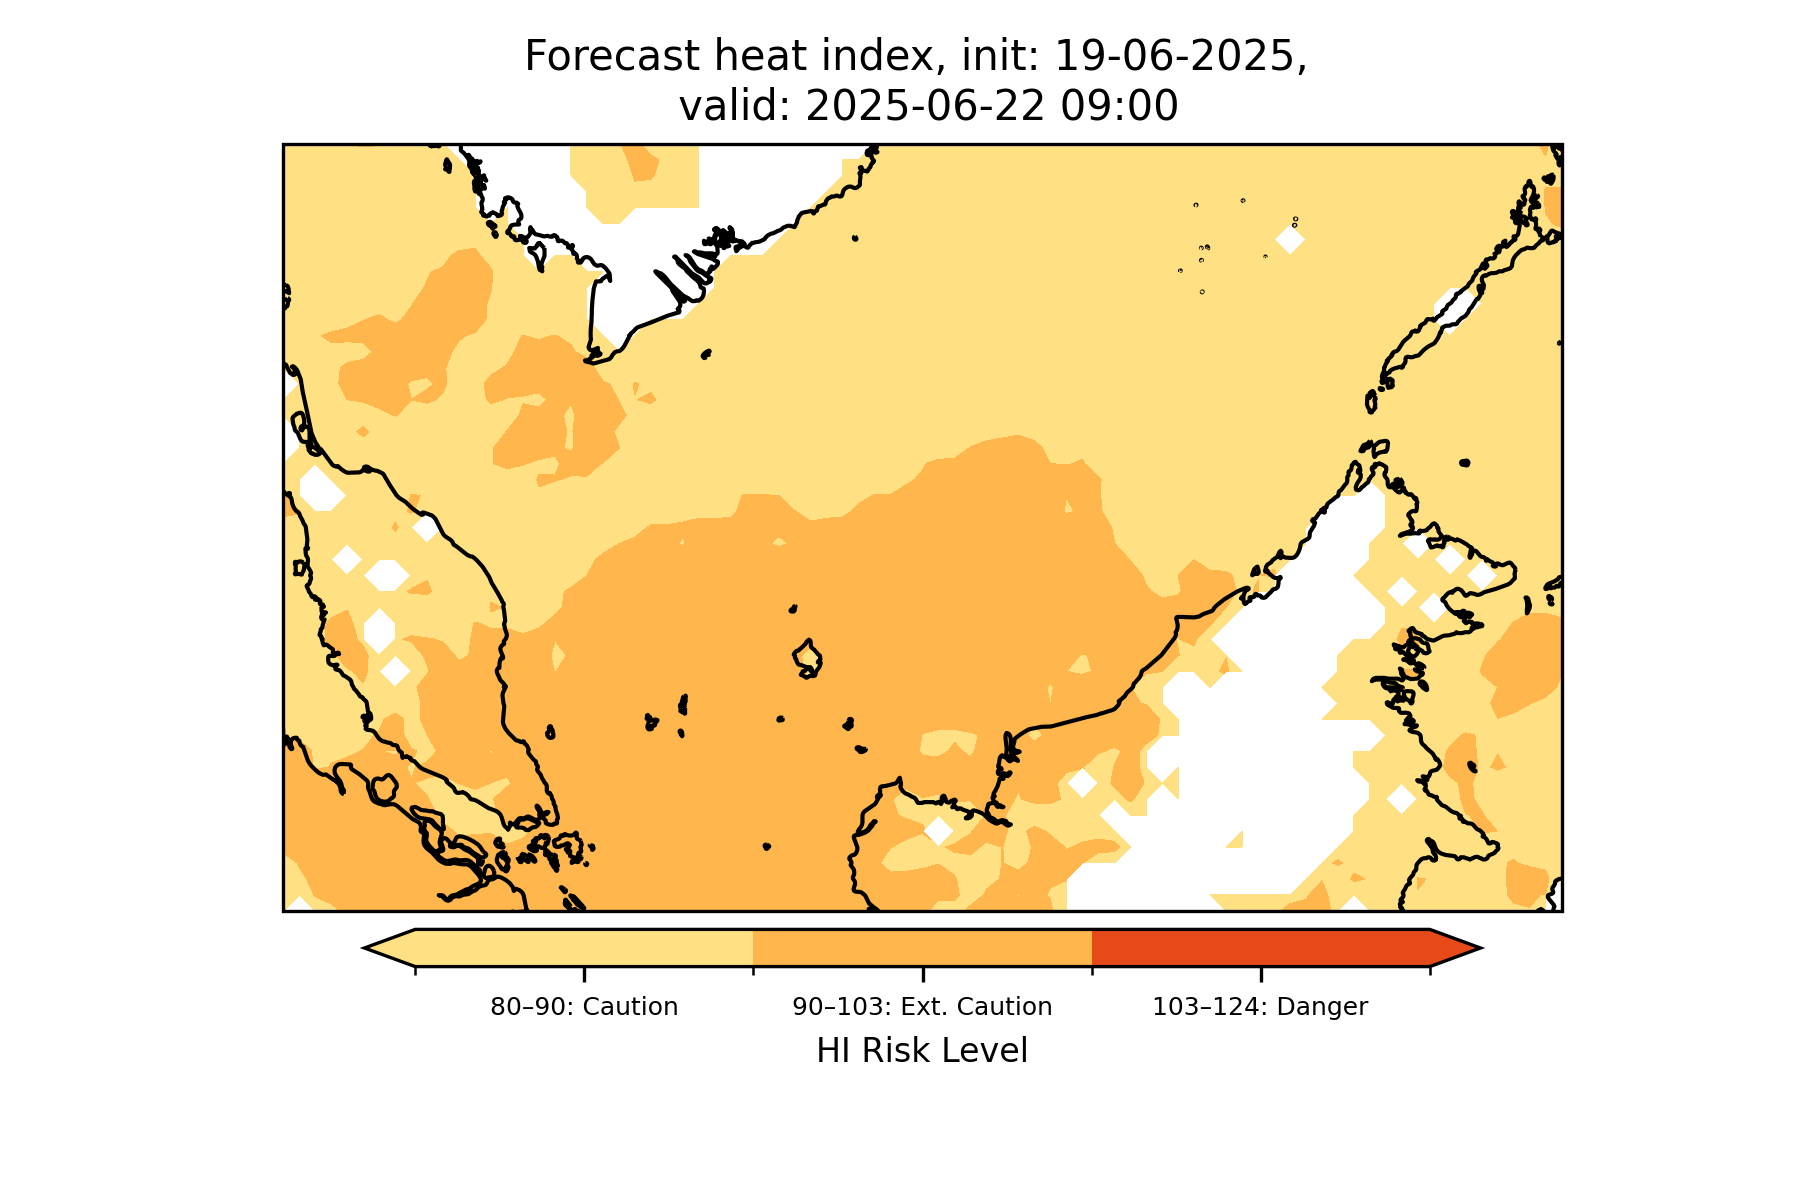 Forecast heat index, init: 19-06-2025,
valid: 2025-06-22 09:00
80–90: Caution
90–103: Ext. Caution
103–124: Danger
HI Risk Level